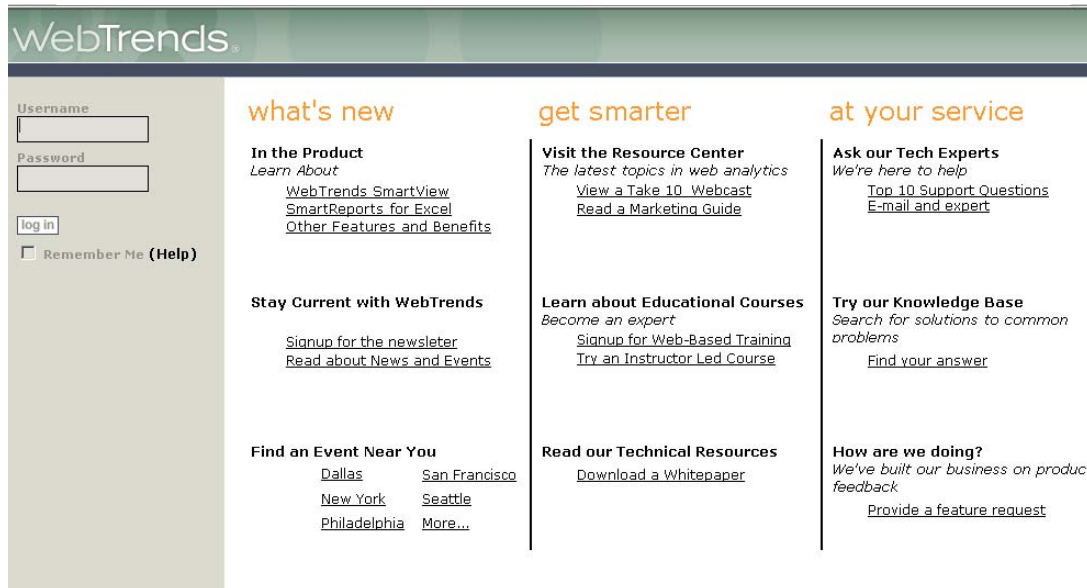 WebTrends®
Username
Password
log in
Remember Me (Help)
what's new
In the Product
Learn About
WebTrends SmartView
SmartReports for Excel
Other Features and Benefits
Stay Current with WebTrends
Signup for the newsletter
Read about News and Events
Find an Event Near You
Dallas San Francisco
New York Seattle
Philadelphia More...
get smarter
Visit the Resource Center
The latest topics in web analytics
View a Take 10 Webcast
Read a Marketing Guide
Learn about Educational Courses
Become an expert
Signup for Web-Based Training
Try an Instructor Led Course
Read our Technical Resources
Download a Whitepaper
at your service
Ask our Tech Experts
We're here to help
Top 10 Support Questions
E-mail and expert
Try our Knowledge Base
Search for solutions to common
problems
Find your answer
How are we doing?
We've built our business on produc
feedback
Provide a feature request